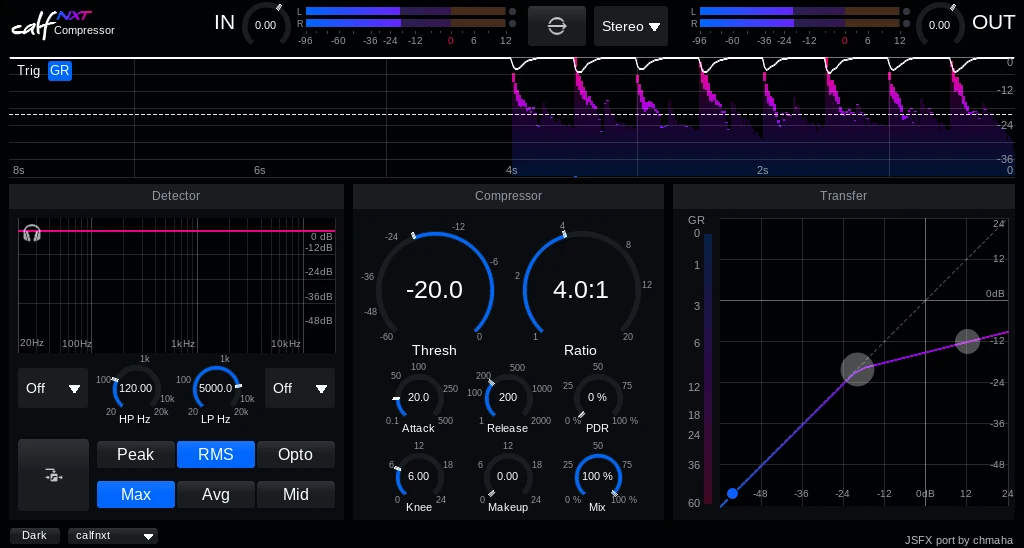 calf NXT
Compressor
IN
0.00
L
R
-96 -60 -36 -24 -12 0 6 12
Stereo
L
R
-96 -60 -36 -24 -12 0 6 12
0.00
OUT
Trig GR
0
-12
-24
-36
8s 6s 4s 2s 0
Detector
0 dB
-12dB
-24dB
-36dB
-48dB
20Hz 100Hz 1kHz 10kHz
Off
1k
100
120.00
10k
20 20k
HP Hz
1k
100
5000.0
10k
20 20k
LP Hz
Off
Peak RMS Opto
Max Avg Mid
Compressor
-60 -48 -36 -24 -12 -6 0
-20.0
Thresh
1 2 4 8 12 20
4.0:1
Ratio
0.1 50 100 250 500
20.0
Attack
1 100 200 500 1000 2000
200
Release
0 % 25 50 75 100 %
0 %
PDR
0 6 12 18 24
6.00
Knee
0 6 12 18 24
0.00
Makeup
0 % 25 50 75 100 %
100 %
Mix
Transfer
GR
0
1
3
6
12
18
24
36
60
24
12
0dB
-12
-24
-36
-48
-48 -36 -24 -12 0dB 12 24
Dark calfnxt
JSFX port by chmaha